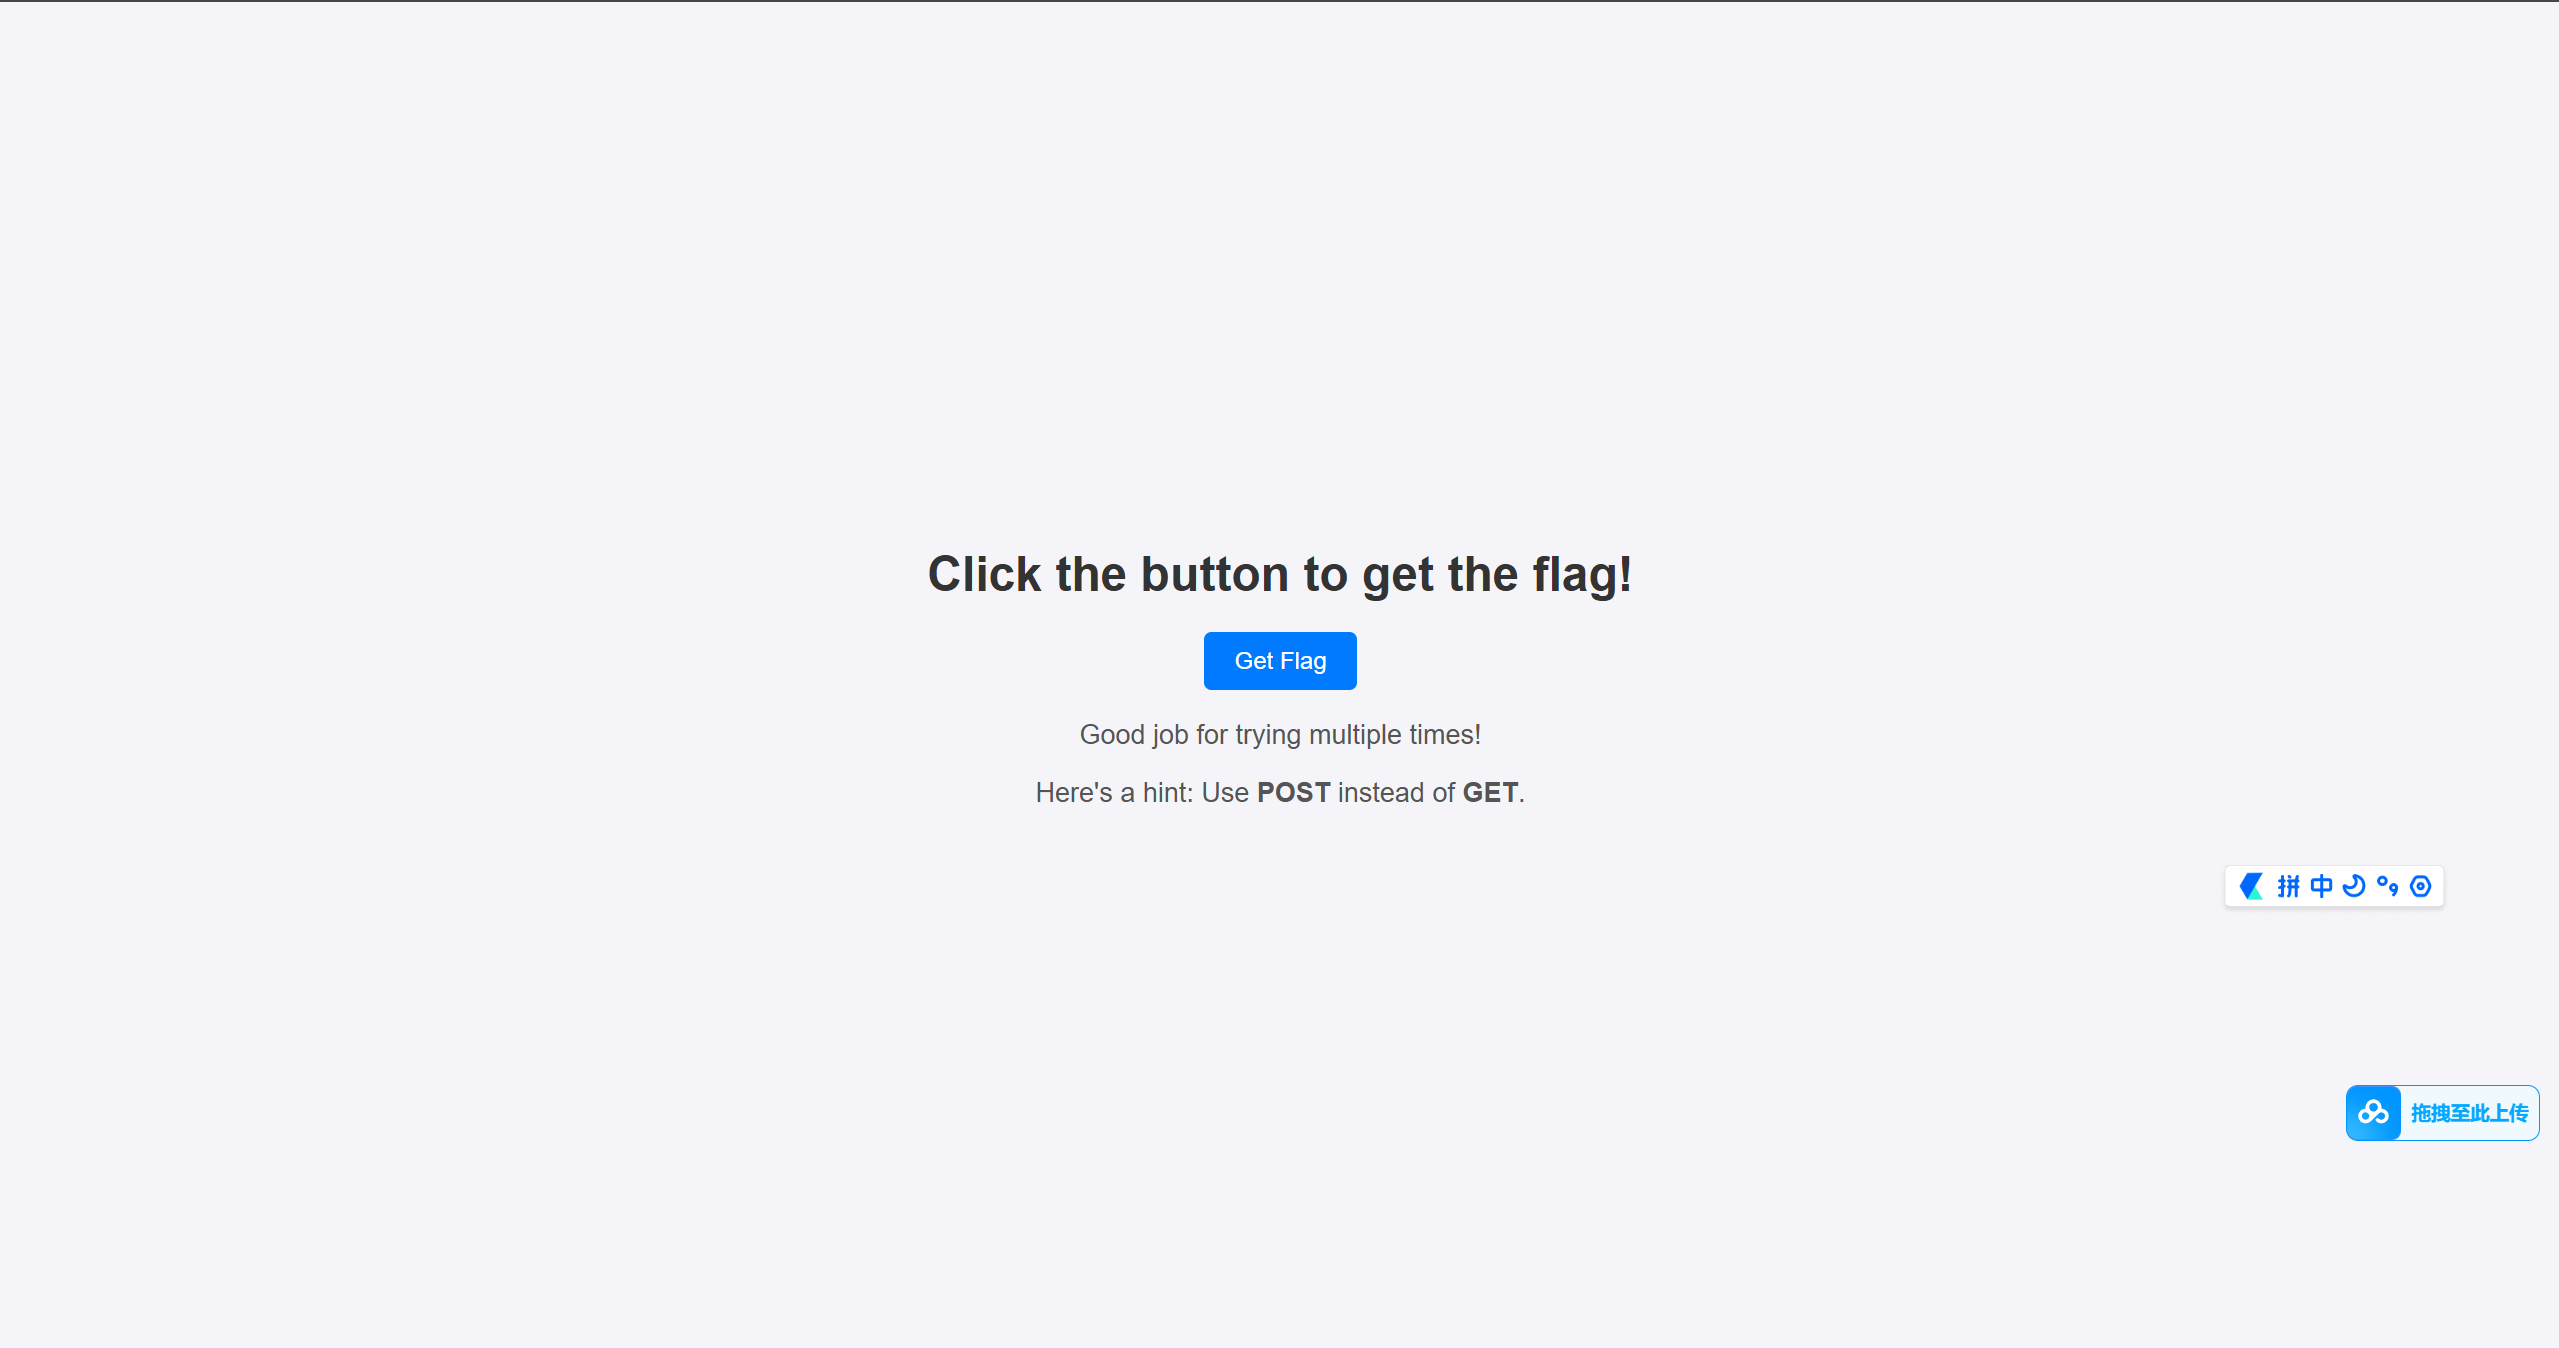 Click the button to get the flag!
Get Flag
Good job for trying multiple times!
Here's a hint: Use POST instead of GET.
拼 中
拖拽至此上传